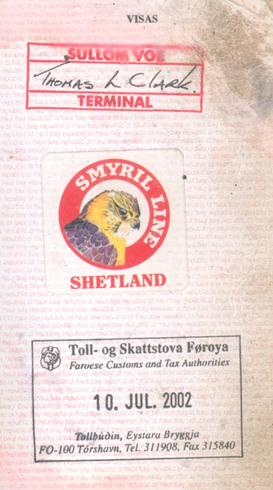 VISAS
SULLOM VOE
THOMAS L CLARK.
TERMINAL
SMYRIL LINE
SHETLAND
Toll- og Skattstova Føroya
Faroese Customs and Tax Authorities
10. JUL. 2002
Tollbúðin, Eystara Bryggja
FO-100 Tórshavn, Tel. 311908, Fax 315840